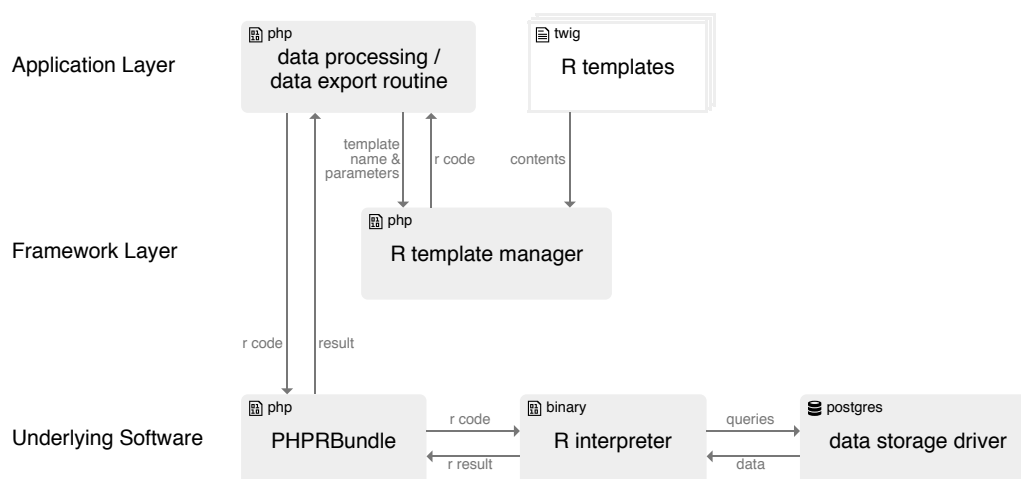 php
twig
Application Layer
data processing /
data export routine
R templates
template
name &
parameters
r code
contents
php
Framework Layer
R template manager
r code
result
php
binary
postgres
Underlying Software
PHPRBundle
r code
R interpreter
queries
data storage driver
r result
data